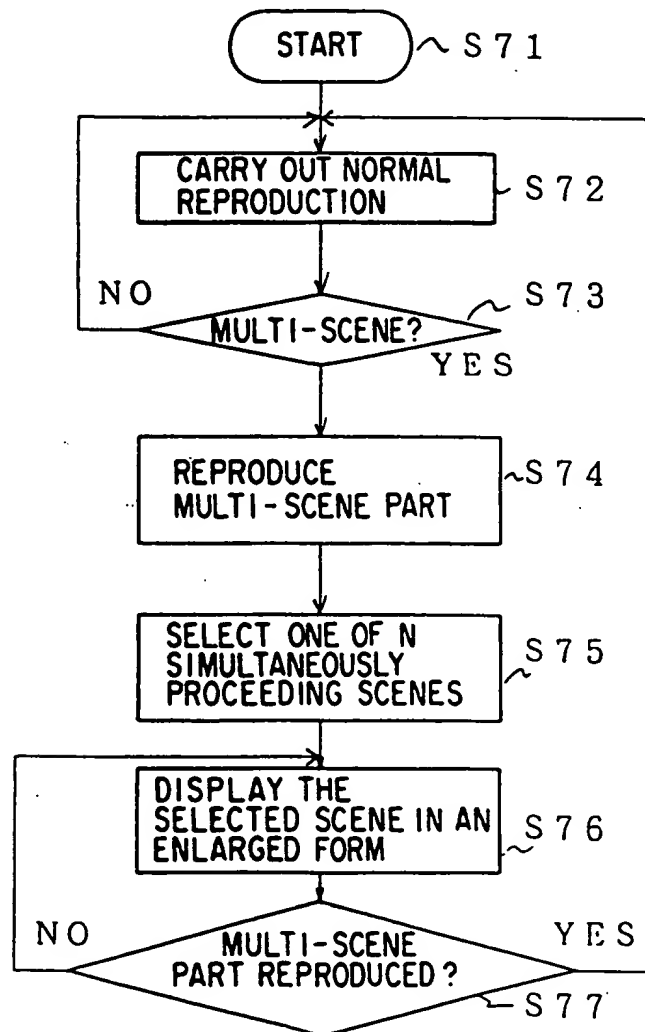 START
S71
CARRY OUT NORMAL
REPRODUCTION
S72
NO
S73
MULTI-SCENE?
YES
REPRODUCE
MULTI-SCENE PART
S74
SELECT ONE OF N
SIMULTANEOUSLY
PROCEEDING SCENES
S75
DISPLAY THE
SELECTED SCENE IN AN
ENLARGED FORM
S76
NO
YES
MULTI-SCENE
PART REPRODUCED?
S77